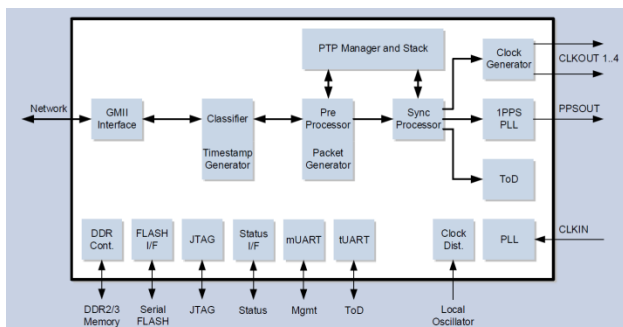 PTP Manager and Stack
Clock
Generator
CLKOUT 1..4
Network
GMII
Interface
Classifier
Timestamp
Generator
Pre
Processor
Packet
Generator
Sync
Processor
1PPS
PLL
PPSOUT
ToD
DDR
Cont.
FLASH
I/F
JTAG
Status
I/F
mUART
tUART
Clock
Dist.
PLL
CLKIN
DDR2/3
Memory
Serial
FLASH
JTAG
Status
Mgmt
ToD
Local
Oscillator